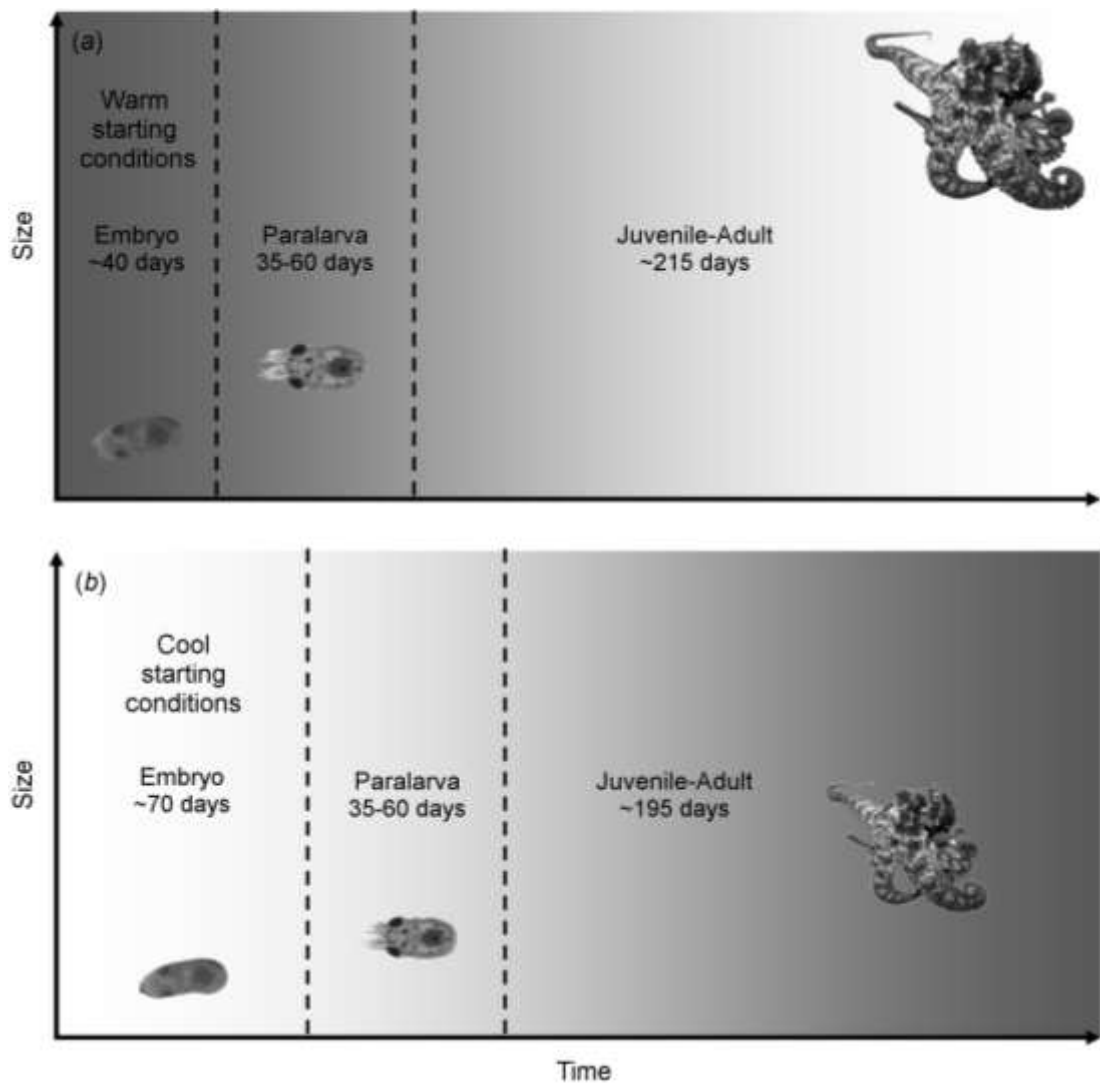 (a)
Warm
starting
conditions
Embryo
~40 days
Paralarva
35-60 days
Juvenile-Adult
~215 days
Size
(b)
Cool
starting
conditions
Embryo
~70 days
Paralarva
35-60 days
Juvenile-Adult
~195 days
Size
Time